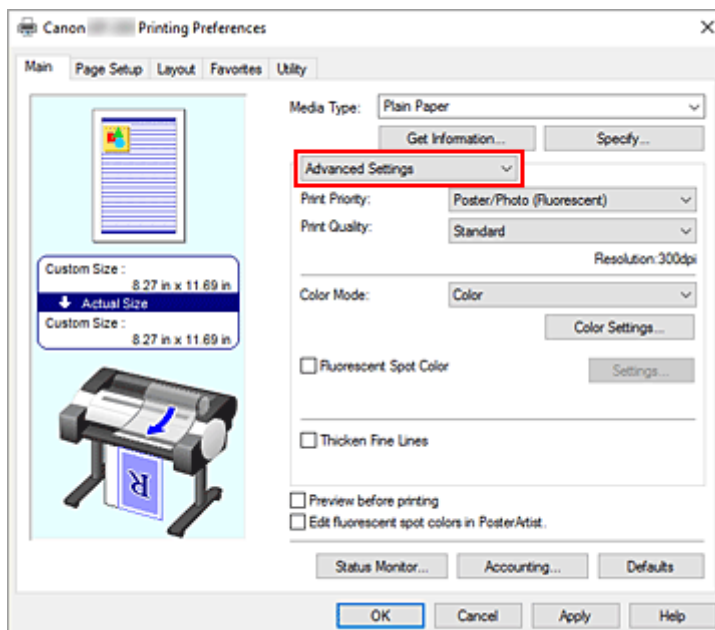 Canon Printing Preferences
Main Page Setup Layout Favorites Utility
Media Type: Plain Paper
Get Information... Specify...
Advanced Settings
Print Priority: Poster/Photo (Fluorescent)
Print Quality: Standard
Resolution:300dpi
Custom Size :
8.27 in x 11.69 in
Actual Size
Custom Size :
8.27 in x 11.69 in
Color Mode: Color
Color Settings...
Fluorescent Spot Color Settings...
Thicken Fine Lines
R
Preview before printing
Edit fluorescent spot colors in PosterArtist.
Status Monitor... Accounting... Defaults
OK Cancel Apply Help